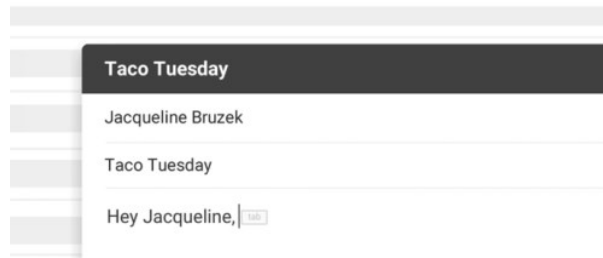 Taco Tuesday
Jacqueline Bruzek
Taco Tuesday
Hey Jacqueline, tab